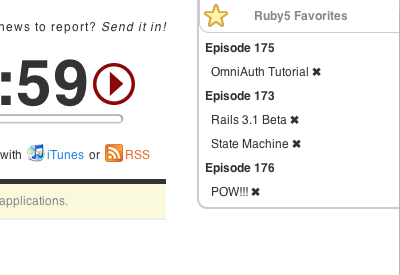 news to report? Send it in!
:59
with iTunes or RSS
applications.
Ruby5 Favorites
Episode 175
OmniAuth Tutorial ✖
Episode 173
Rails 3.1 Beta ✖
State Machine ✖
Episode 176
POW!!! ✖